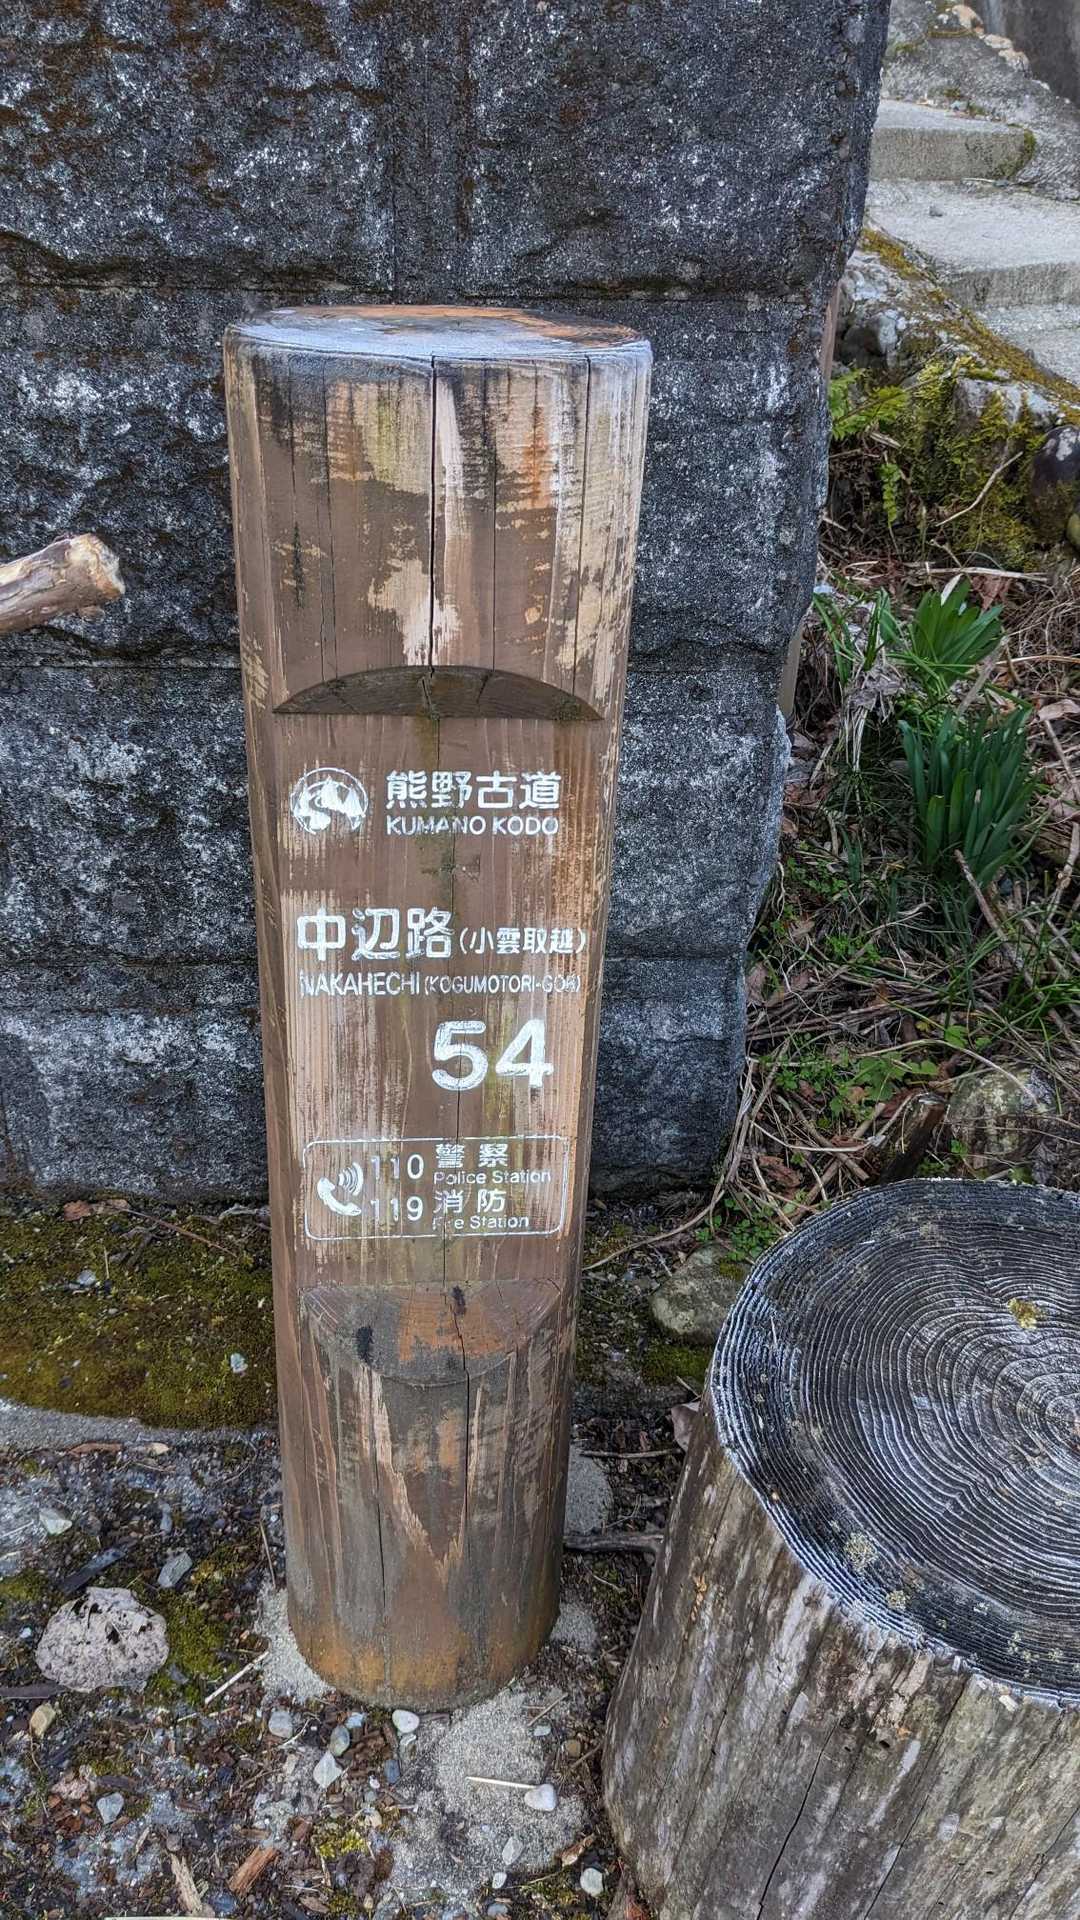 熊野古道
KUMANO KODO
中辺路(小雲取越)
NAKAHECHI(KOGUMOTORI-GOE)
54
110 警察
Police Station
119 消防
Fire Station